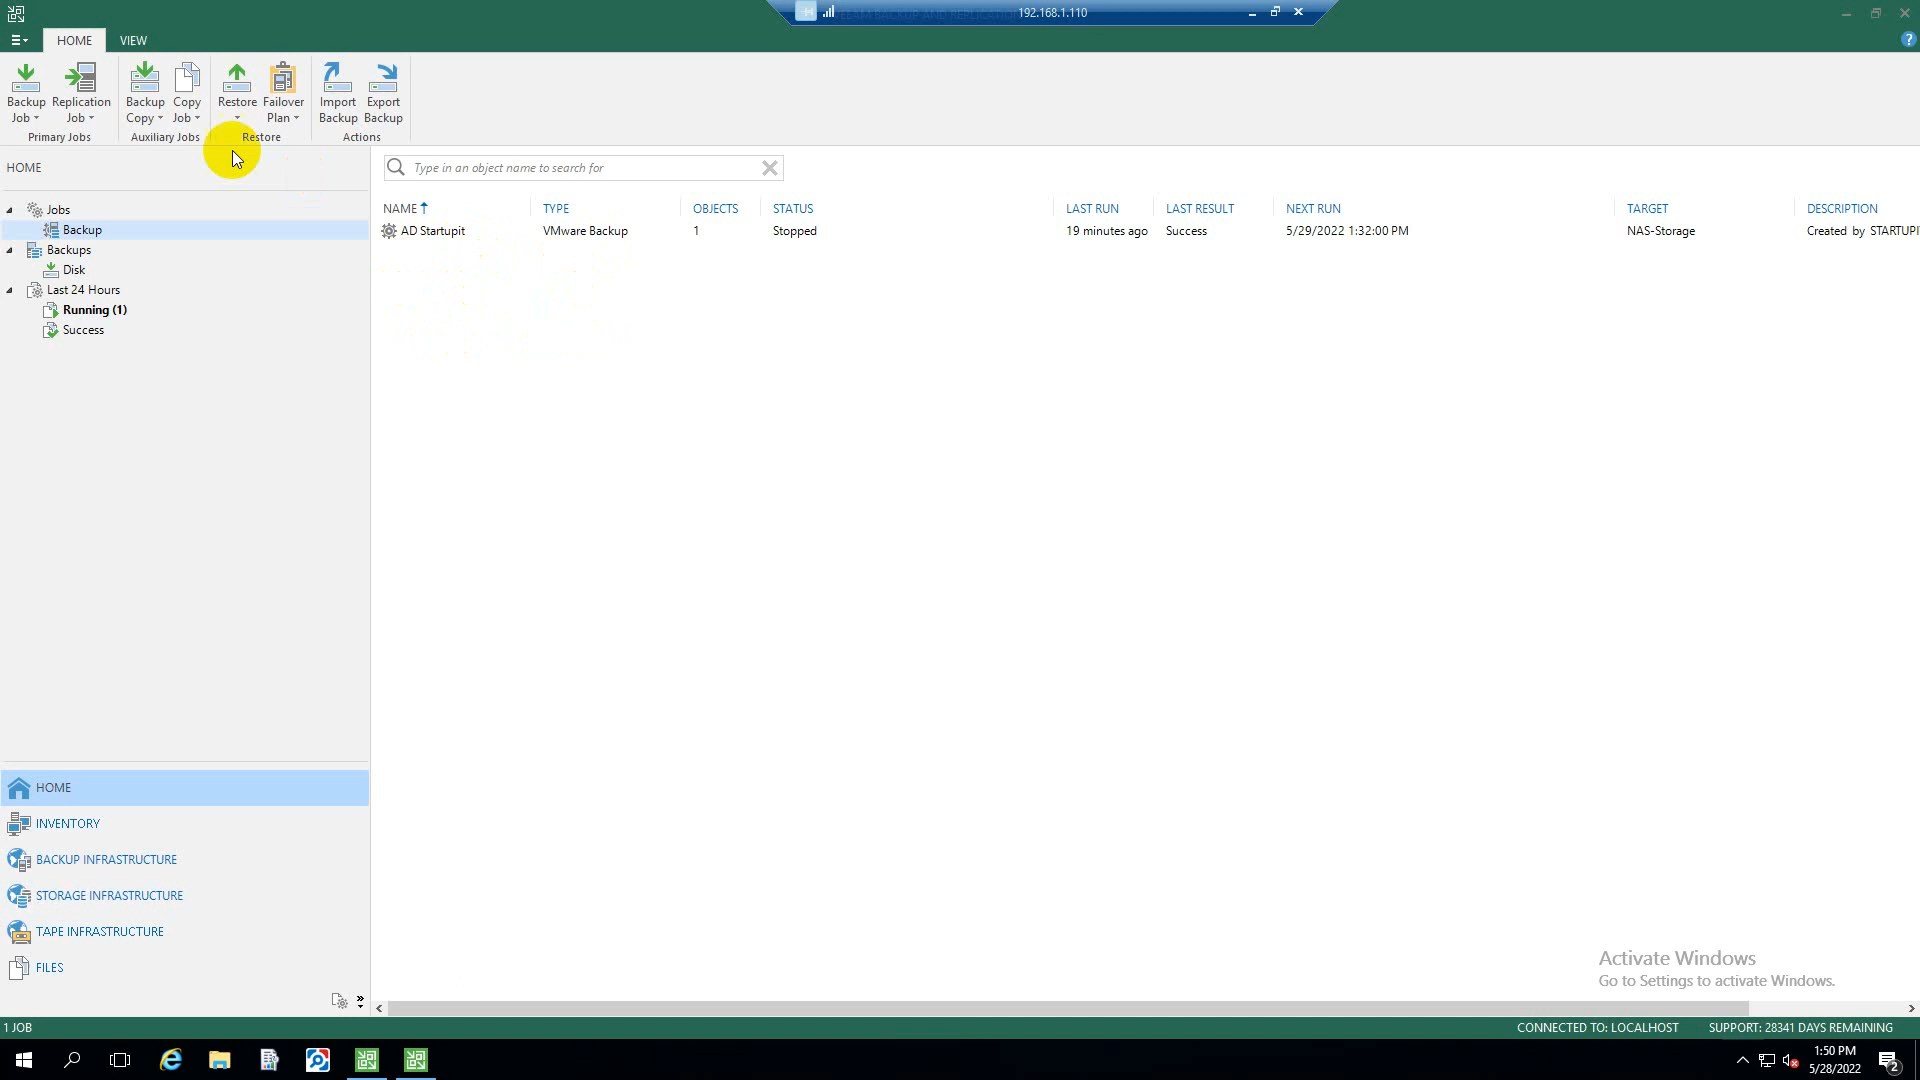 VEEAM BACKUP AND REPLICATION
192.168.1.110
HOME VIEW
Backup Job
Replication Job
Backup Copy
Copy Job
Restore
Failover Plan
Import Backup
Export Backup
Primary Jobs
Auxiliary Jobs
Restore
Actions
HOME
Type in an object name to search for
Jobs
Backup
Backups
Disk
Last 24 Hours
Running (1)
Success
NAME TYPE OBJECTS STATUS LAST RUN LAST RESULT NEXT RUN TARGET DESCRIPTION
AD Startupit VMware Backup 1 Stopped 19 minutes ago Success 5/29/2022 1:32:00 PM NAS-Storage Created by STARTUPI
HOME
INVENTORY
BACKUP INFRASTRUCTURE
STORAGE INFRASTRUCTURE
TAPE INFRASTRUCTURE
FILES
Activate Windows
Go to Settings to activate Windows.
1 JOB
CONNECTED TO: LOCALHOST
SUPPORT: 28341 DAYS REMAINING
1:50 PM
5/28/2022
2